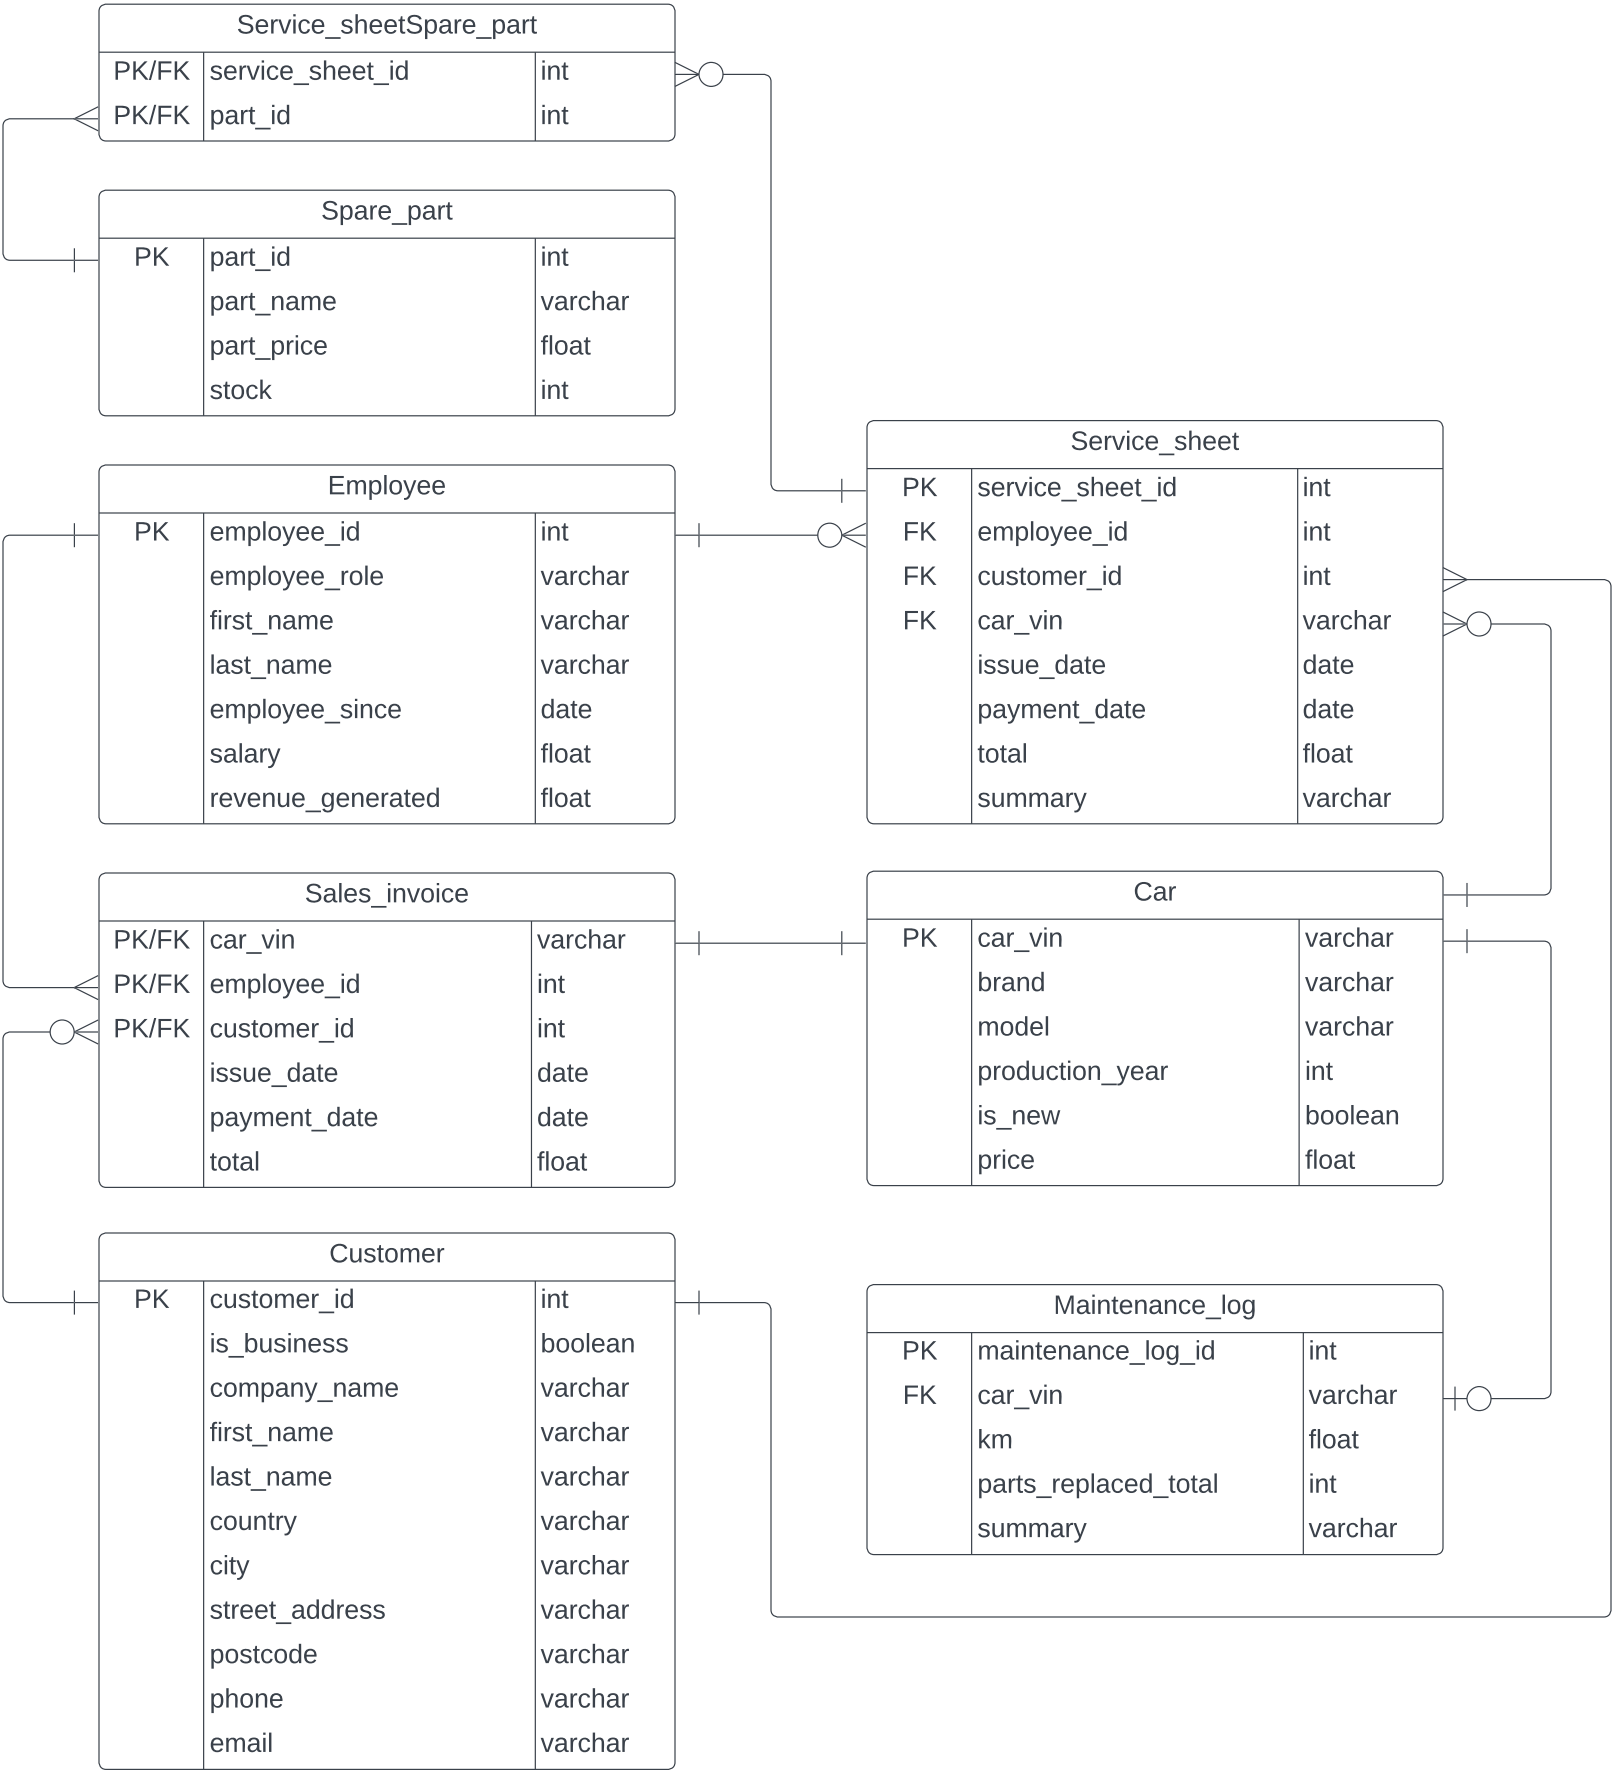 Service_sheetSpare_part
PK/FK service_sheet_id int
PK/FK part_id int
Spare_part
PK part_id int
part_name varchar
part_price float
stock int
Employee
PK employee_id int
employee_role varchar
first_name varchar
last_name varchar
employee_since date
salary float
revenue_generated float
Service_sheet
PK service_sheet_id int
FK employee_id int
FK customer_id int
FK car_vin varchar
issue_date date
payment_date date
total float
summary varchar
Sales_invoice
PK/FK car_vin varchar
PK/FK employee_id int
PK/FK customer_id int
issue_date date
payment_date date
total float
Car
PK car_vin varchar
brand varchar
model varchar
production_year int
is_new boolean
price float
Customer
PK customer_id int
is_business boolean
company_name varchar
first_name varchar
last_name varchar
country varchar
city varchar
street_address varchar
postcode varchar
phone varchar
email varchar
Maintenance_log
PK maintenance_log_id int
FK car_vin varchar
km float
parts_replaced_total int
summary varchar